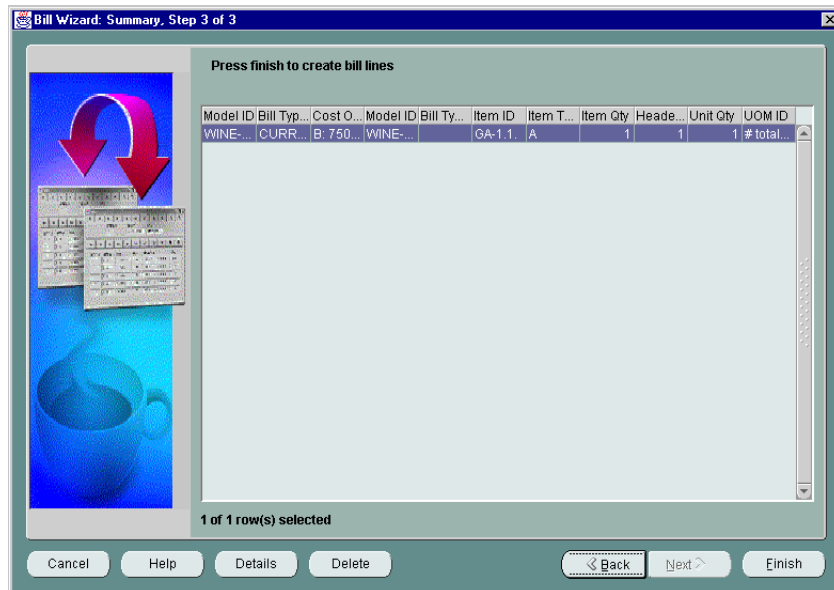 Bill Wizard: Summary, Step 3 of 3
Press finish to create bill lines
Model ID Bill Typ... Cost O... Model ID Bill Ty... Item ID Item T... Item Qty Heade... Unit Qty UOM ID
WINE-... CURR... B: 750... WINE-... GA-1.1. A 1 1 1 # total...
1 of 1 row(s) selected
Cancel Help Details Delete Back Next Finish